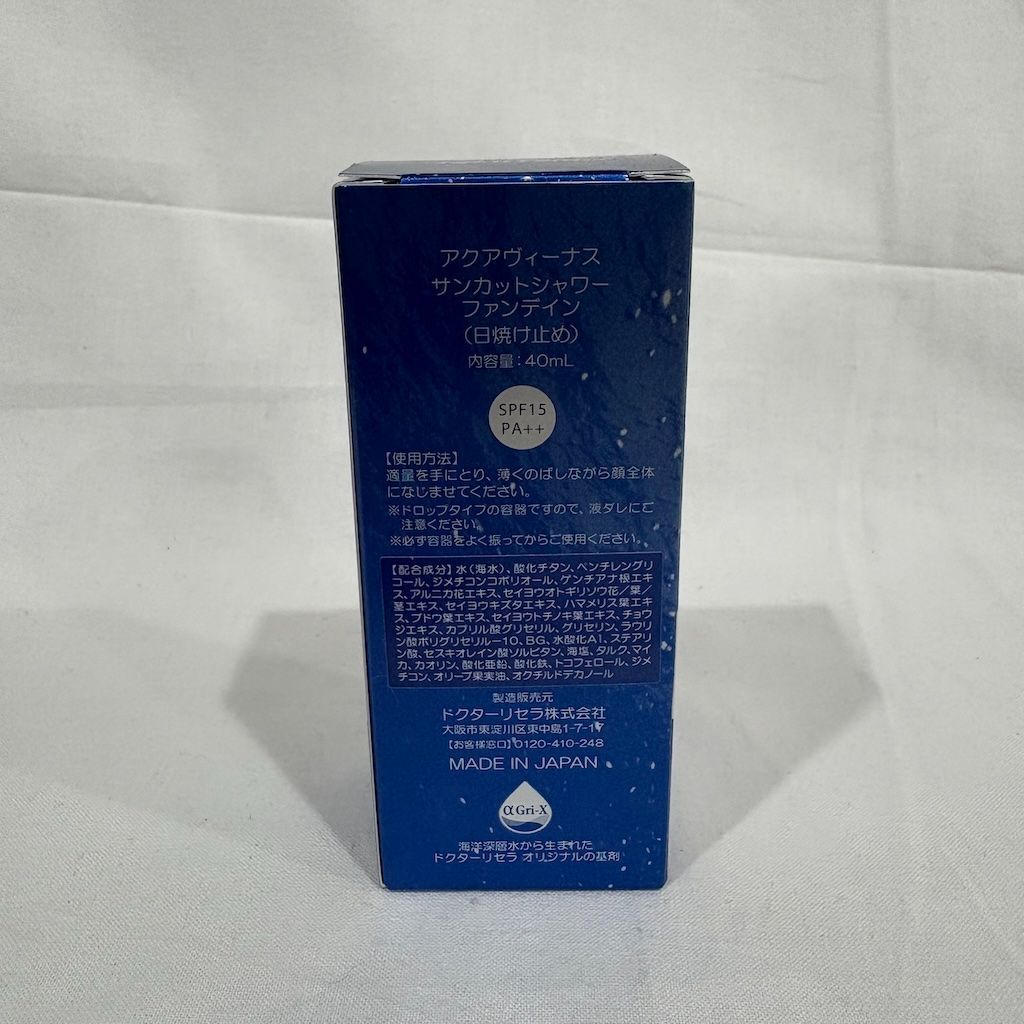 アクアヴィーナス
サンカットシャワー
ファンデイン
(日焼け止め)
内容量:40mL
SPF15
PA++
【使用方法】
適量を手にとり、薄くのばしながら顔全体
になじませてください。
※ドロップタイプの容器ですので、液ダレにご
注意ください。
※必ず容器をよく振ってからご使用ください。
【配合成分】水(海水)、酸化チタン、ペンチレングリ
コール、ジメチコンコポリオール、ゲンチアナ根エキ
ス、アルニカ花エキス、セイヨウオトギリソウ花/葉/
茎エキス、セイヨウキズタエキス、ハマメリス葉エキ
ス、ブドウ葉エキス、セイヨウトチノキ葉エキス、チョウ
ジエキス、カプリル酸グリセリル、グリセリン、ラウリ
ン酸ポリグリセリル-10、BG、水酸化Al、ステアリ
ン酸、セスキオレイン酸ソルビタン、海塩、タルク、マイ
カ、カオリン、酸化亜鉛、酸化鉄、トコフェロール、ジメ
チコン、オリーブ果実油、オクチルドデカノール
製造販売元
ドクターリセラ株式会社
大阪市東淀川区東中島1-7-17
【お客様窓口】0120-410-248
MADE IN JAPAN
αGri-X
海洋深層水から生まれた
ドクターリセラ オリジナルの基剤